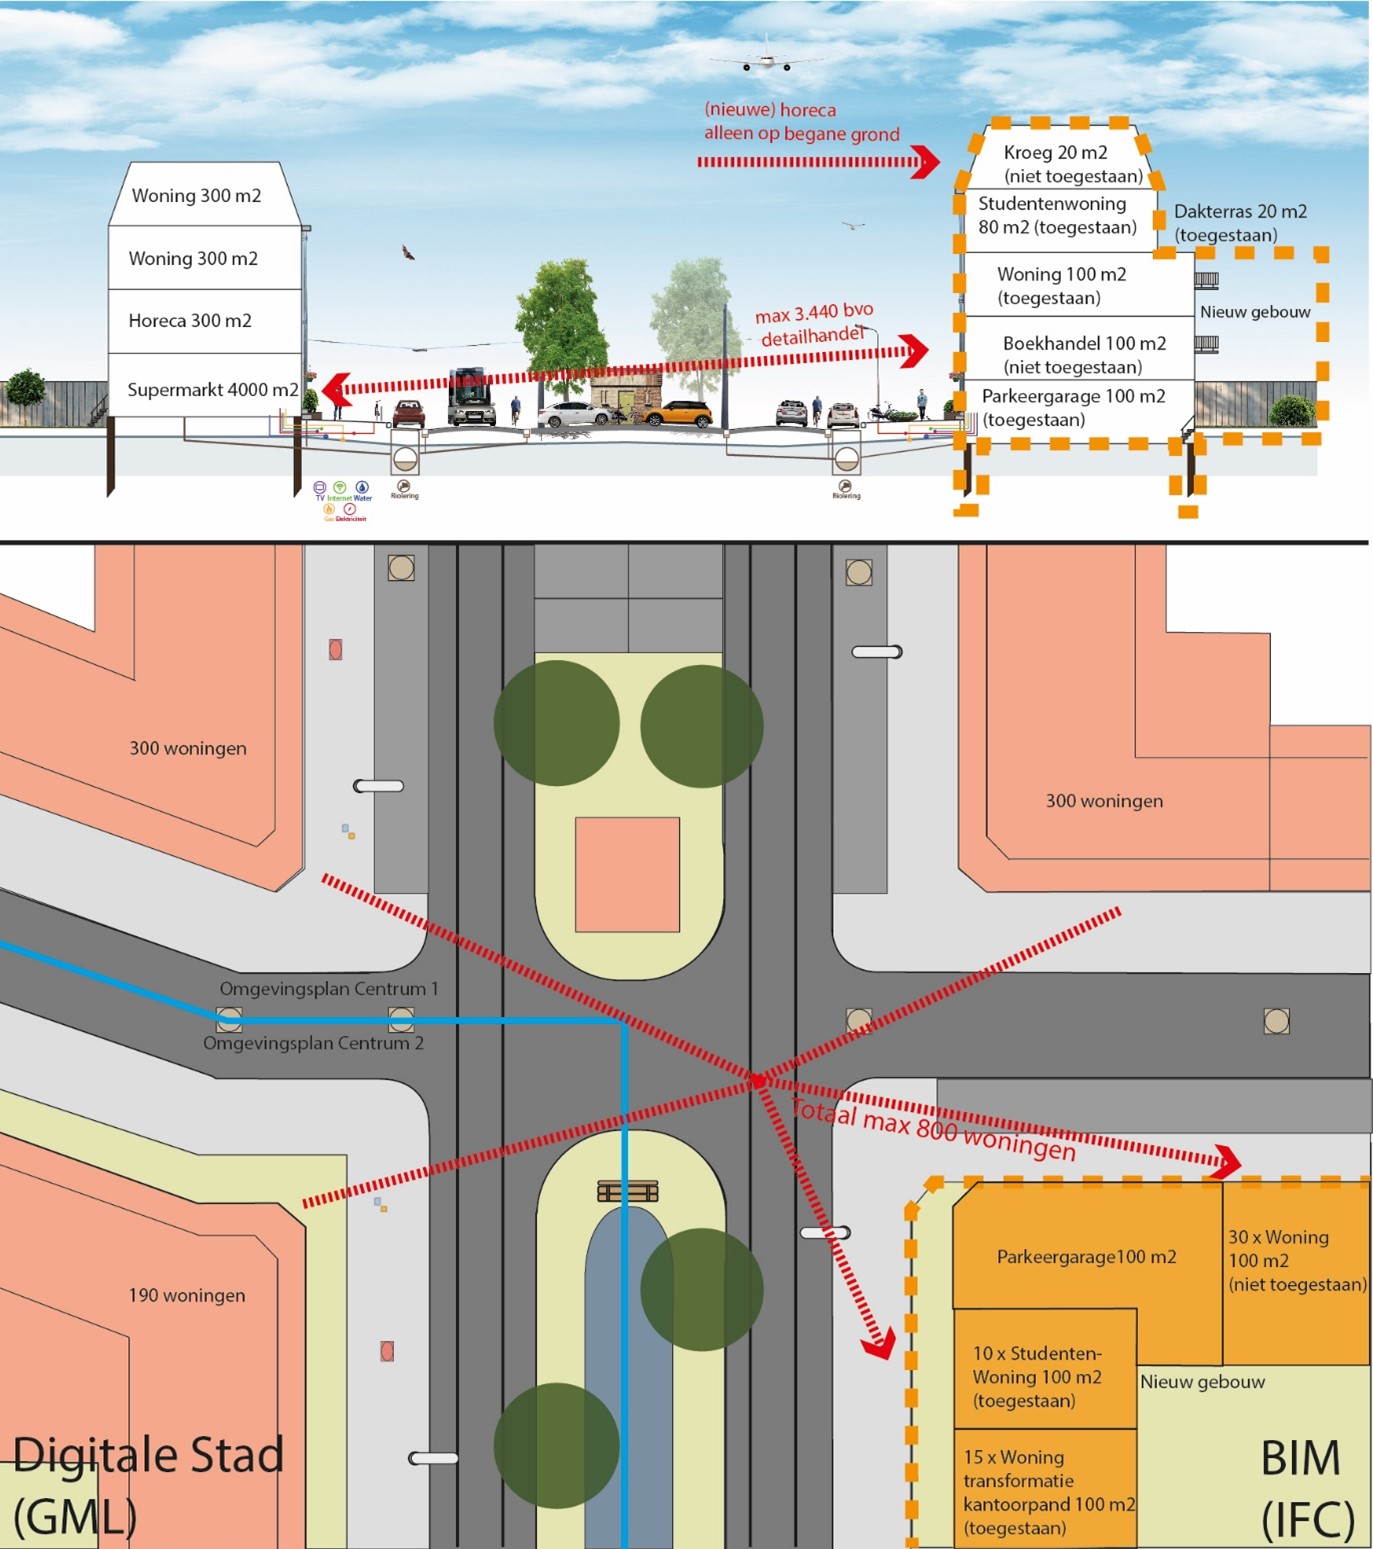 (nieuwe) horeca
alleen op begane grond
Kroeg 20 m2
(niet toegestaan)
Woning 300 m2
Studentenwoning
80 m2 (toegestaan)
Dakterras 20 m2
(toegestaan)
Woning 300 m2
Woning 100 m2
(toegestaan)
Horeca 300 m2
max 3.440 bvo
detailhandel
Nieuw gebouw
Boekhandel 100 m2
(niet toegestaan)
Supermarkt 4000 m2
Parkeergarage 100 m2
(toegestaan)
TV Internet Water
Gas Elektriciteit
Riolering
Riolering
300 woningen
300 woningen
Omgevingsplan Centrum 1
Omgevingsplan Centrum 2
Totaal max 800 woningen
190 woningen
Parkeergarage100 m2
30 x Woning
100 m2
(niet toegestaan)
10 x Studenten-
Woning 100 m2
(toegestaan)
Nieuw gebouw
15 x Woning
transformatie
kantoorpand 100 m2
(toegestaan)
Digitale Stad
(GML)
BIM
(IFC)